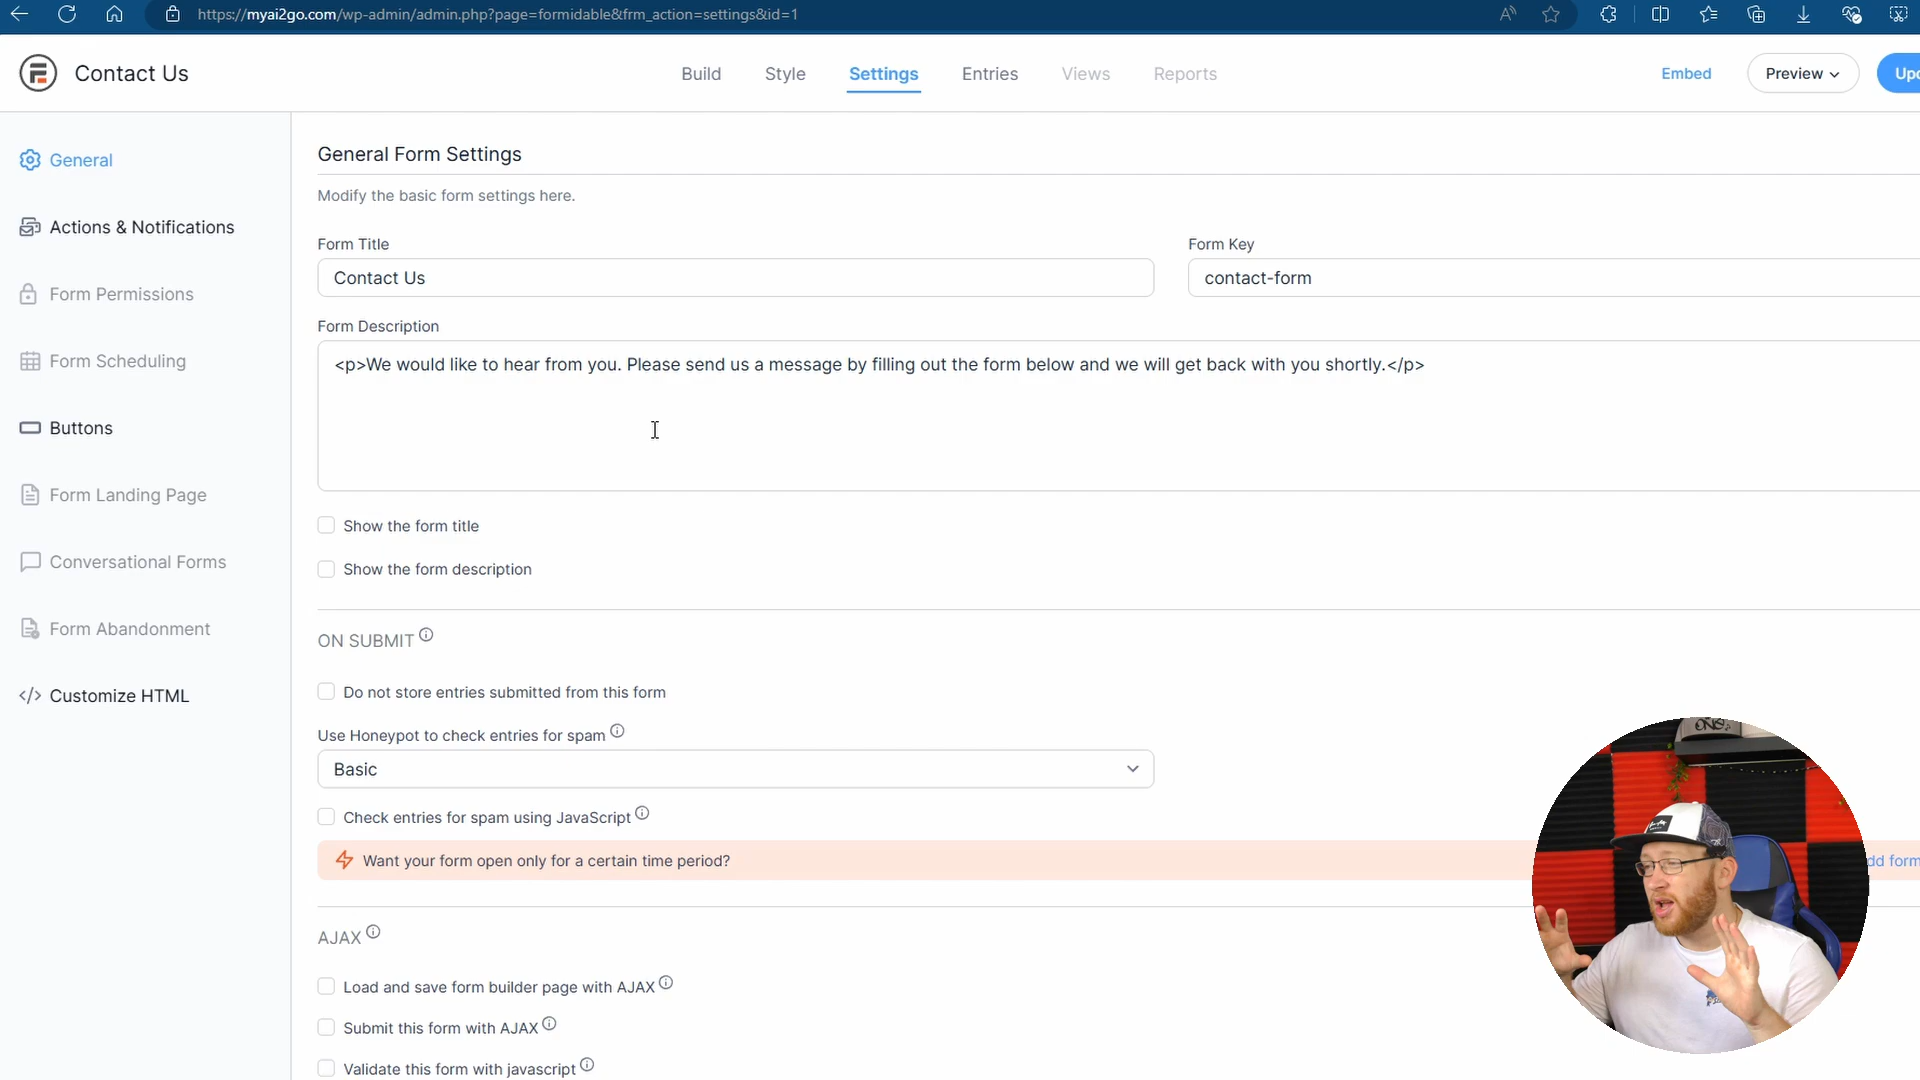 https://myai2go.com/wp-admin/admin.php?page=formidable&frm_action=settings&id=1
Contact Us
Build
Style
Settings
Entries
Views
Reports
Embed
Preview
General
Actions & Notifications
Form Permissions
Form Scheduling
Buttons
Form Landing Page
Conversational Forms
Form Abandonment
</> Customize HTML
General Form Settings
Modify the basic form settings here.
Form Title
Form Key
Contact Us
contact-form
Form Description
<p>We would like to hear from you. Please send us a message by filling out the form below and we will get back with you shortly.</p>
Show the form title
Show the form description
ON SUBMIT
Do not store entries submitted from this form
Use Honeypot to check entries for spam
Basic
Check entries for spam using JavaScript
Want your form open only for a certain time period?
form
AJAX
Load and save form builder page with AJAX
Submit this form with AJAX
Validate this form with javascript